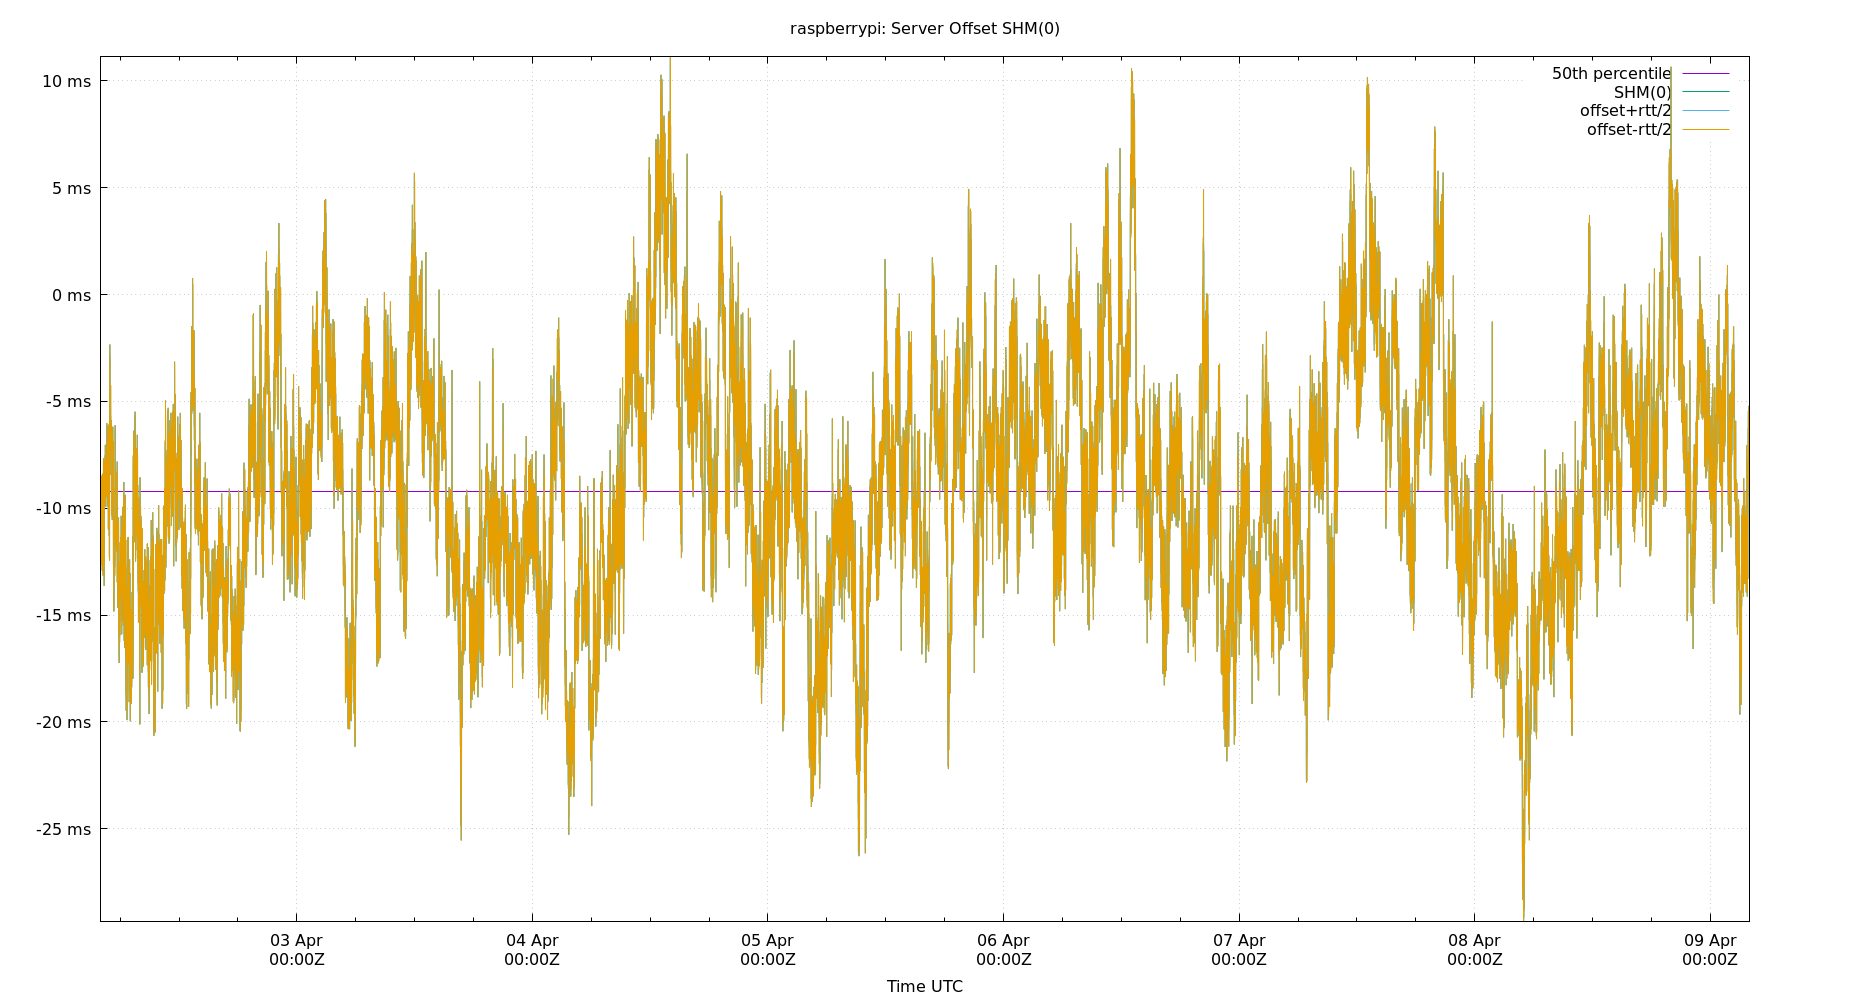 raspberrypi: Server Offset SHM(0)
50th percentile
SHM(0)
offset+rtt/2
offset-rtt/2
10 ms
5 ms
0 ms
-5 ms
-10 ms
-15 ms
-20 ms
-25 ms
03 Apr
00:00Z
04 Apr
00:00Z
05 Apr
00:00Z
06 Apr
00:00Z
07 Apr
00:00Z
08 Apr
00:00Z
09 Apr
00:00Z
Time UTC